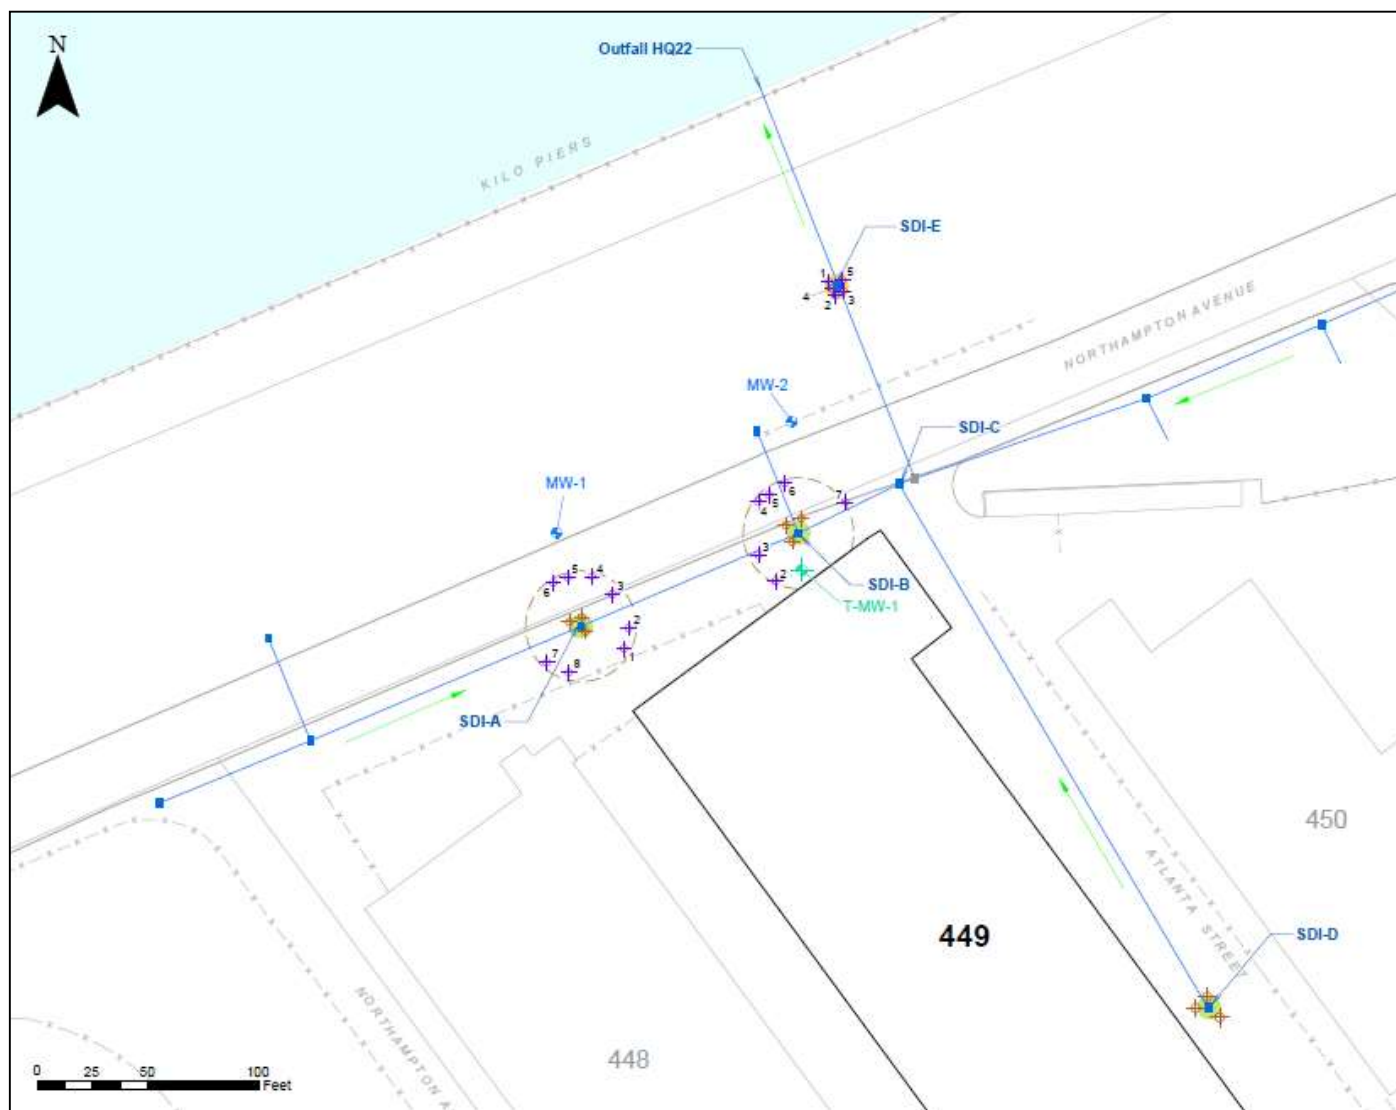 N
Outfall HQ22
KILO PIERS
SDI-E
1
5
4
2
3
NORTHAMPTON AVENUE
MW-2
SDI-C
MW-1
6
5
4
7
3
2
SDI-B
T-MW-1
5
4
6
3
2
1
7
8
SDI-A
450
ATLANTA STREET
449
SDI-D
NORTHAMPTON A
448
0 25 50 100
Feet